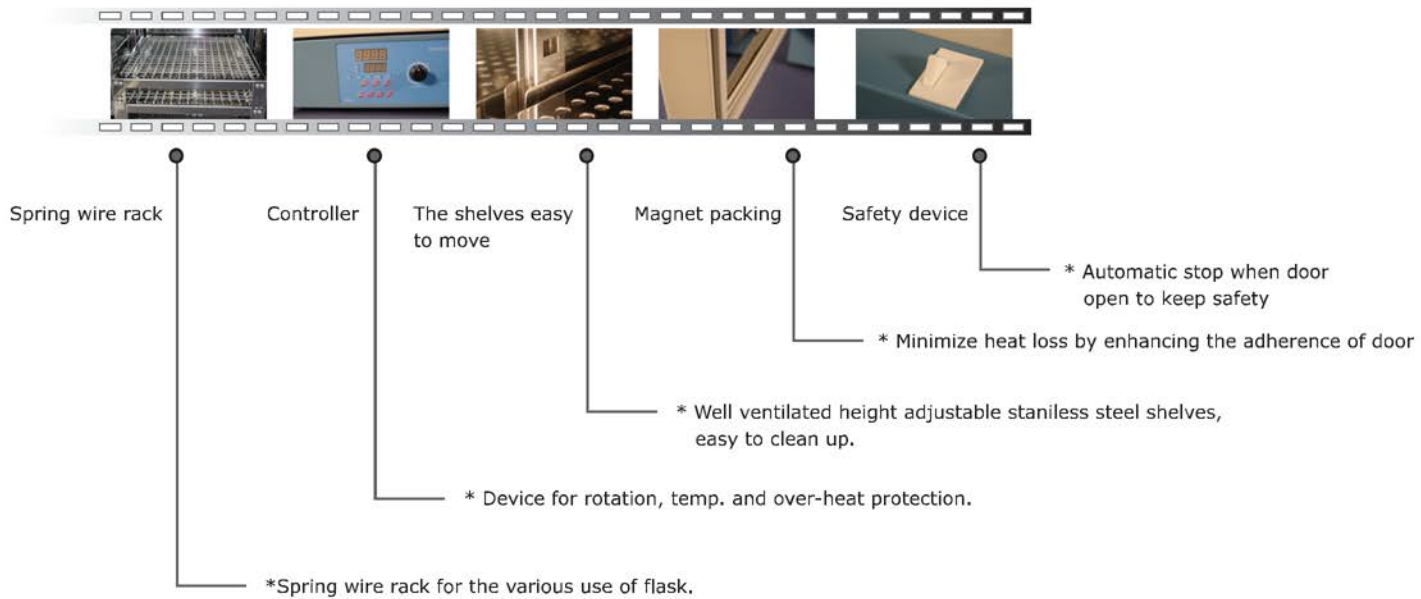 Spring wire rack
Controller
The shelves easy
to move
Magnet packing
Safety device
* Automatic stop when door
open to keep safety
* Minimize heat loss by enhancing the adherence of door
* Well ventilated height adjustable staniless steel shelves,
easy to clean up.
* Device for rotation, temp. and over-heat protection.
*Spring wire rack for the various use of flask.